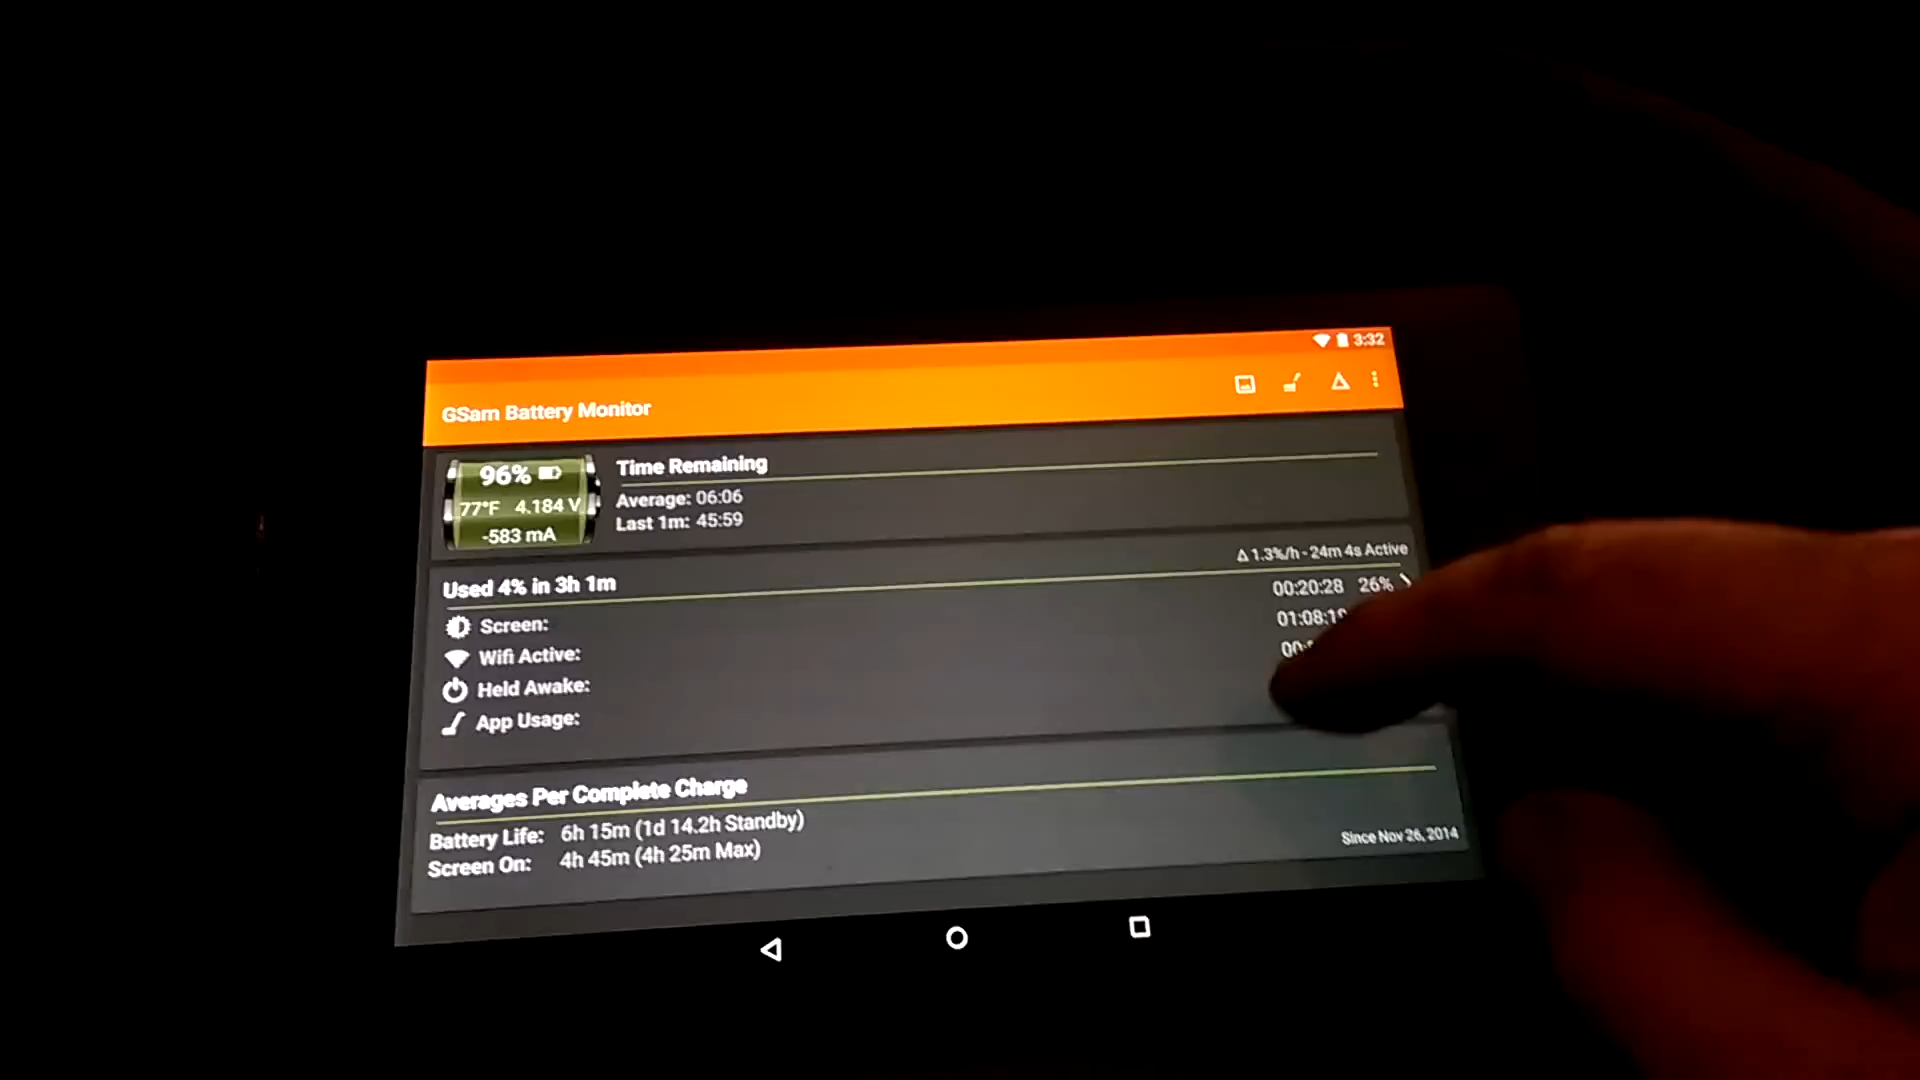 3:32
GSam Battery Monitor
96%
77°F 4.184 V
-583 mA
Time Remaining
Average: 06:06
Last 1m: 45:59
Δ 1.3%/h - 24m 4s Active
Used 4% in 3h 1m
Screen: 00:20:28 26%
Wifi Active:
Held Awake:
App Usage:
Averages Per Complete Charge
Battery Life: 6h 15m (1d 14.2h Standby)
Screen On: 4h 45m (4h 25m Max)
Since Nov 26, 2014